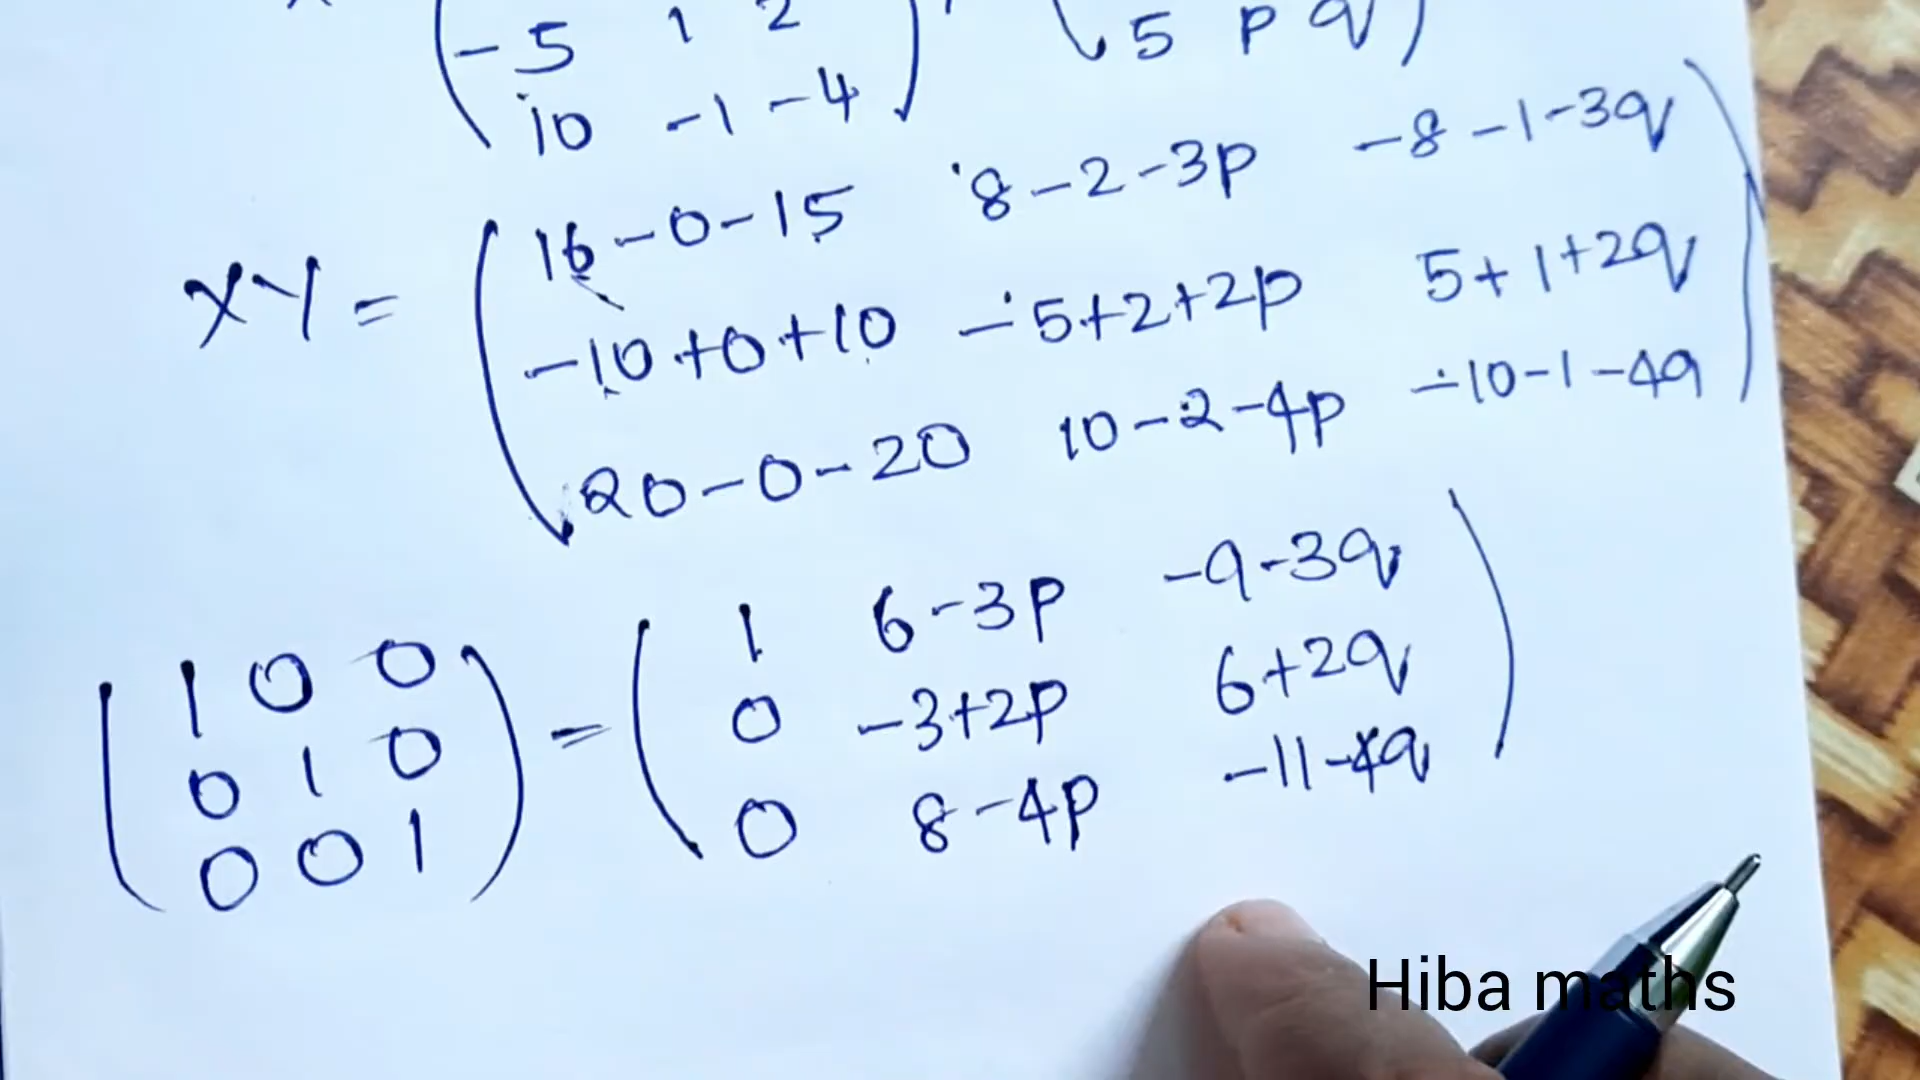 -5 1 2 5 p q
10 -1 -4
XY = 16-0-15 8-2-3p -8-1-3q
-10+0+10 -5+2+2p 5+1+2q
20-0-20 10-2-4p -10-1-4q
1 0 0 = 1 6-3p -9-3q
0 1 0 0 -3+2p 6+2q
0 0 1 0 8-4p -11-4q
Hiba maths